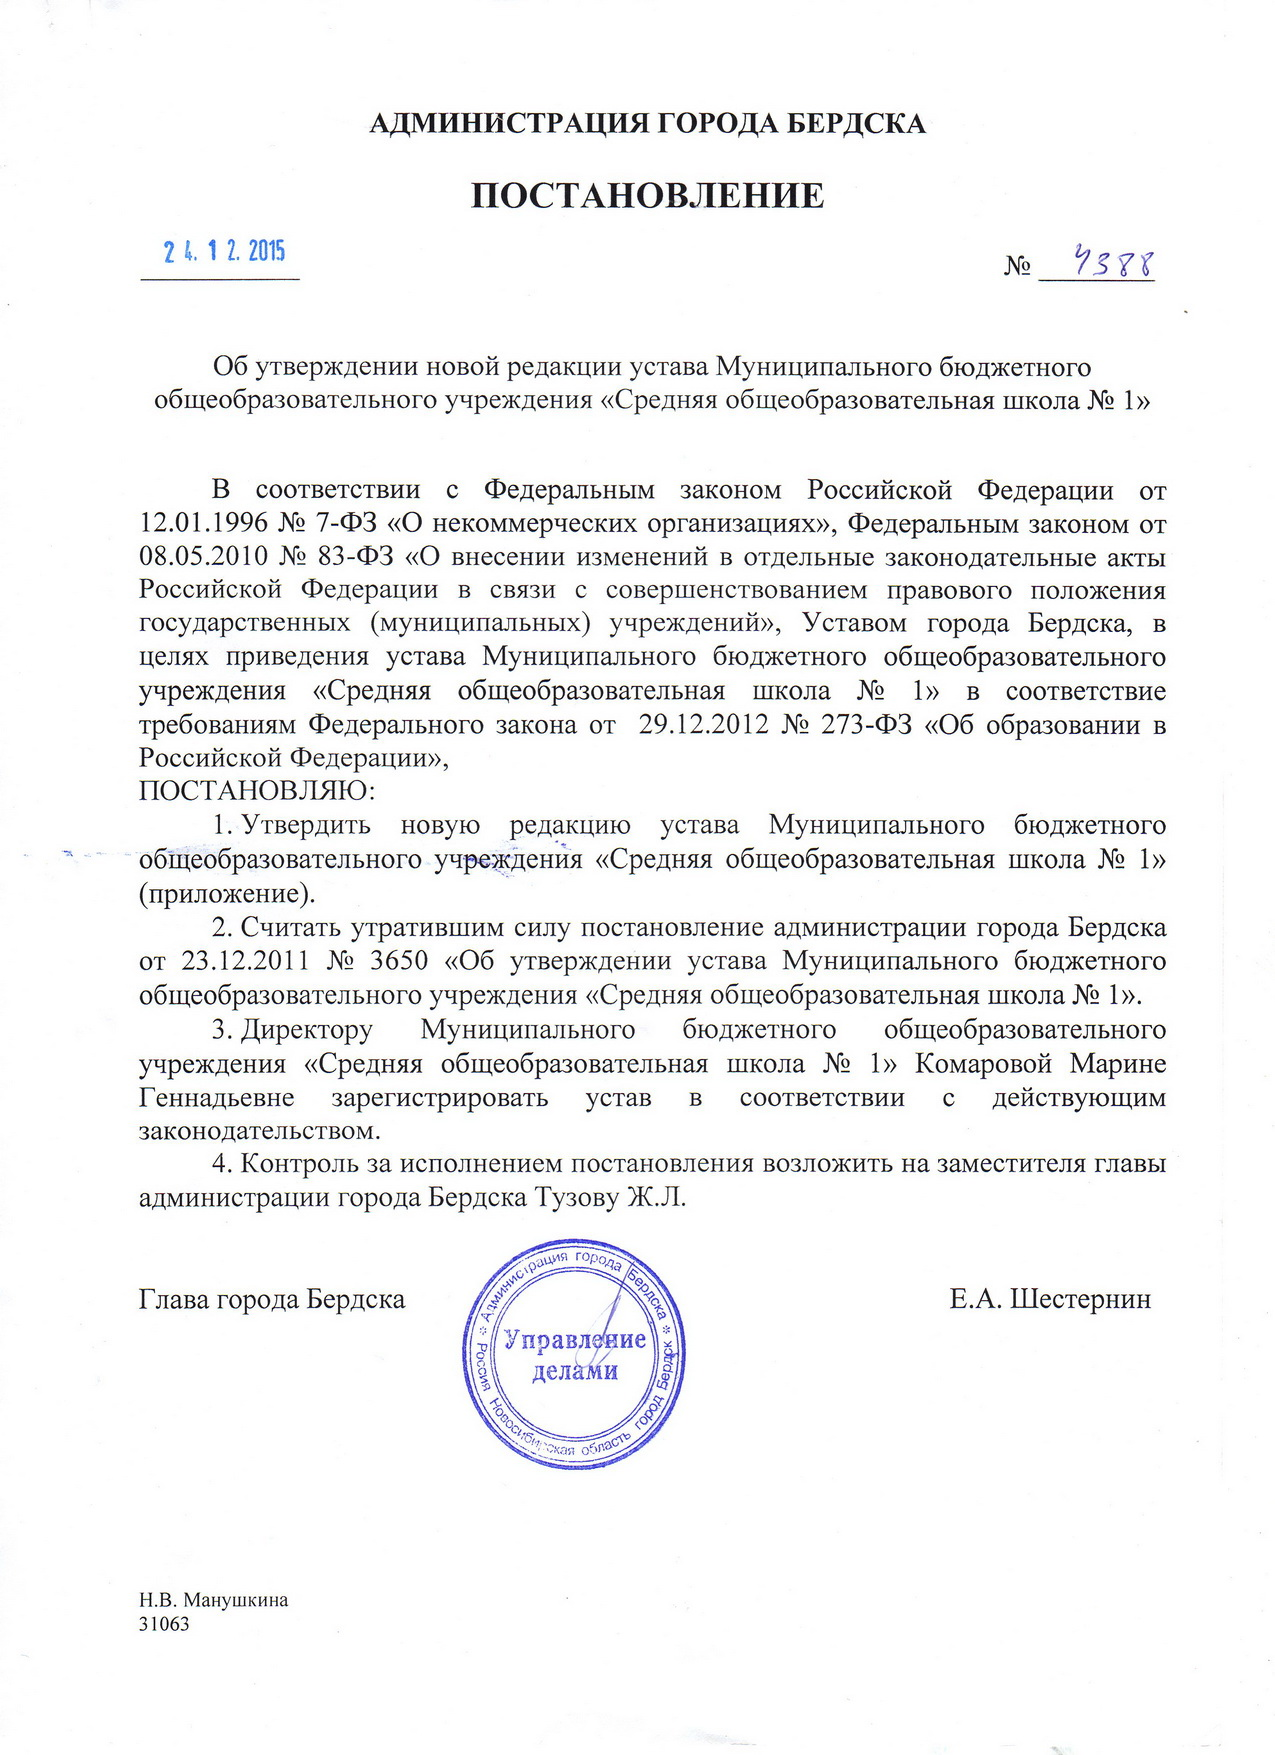 АДМИНИСТРАЦИЯ ГОРОДА БЕРДСКА
ПОСТАНОВЛЕНИЕ
24.12.2015
№ 4388
Об утверждении новой редакции устава Муниципального бюджетного
общеобразовательного учреждения «Средняя общеобразовательная школа № 1»
В соответствии с Федеральным законом Российской Федерации от
12.01.1996 № 7-ФЗ «О некоммерческих организациях», Федеральным законом от
08.05.2010 № 83-ФЗ «О внесении изменений в отдельные законодательные акты
Российской Федерации в связи с совершенствованием правового положения
государственных (муниципальных) учреждений», Уставом города Бердска, в
целях приведения устава Муниципального бюджетного общеобразовательного
учреждения «Средняя общеобразовательная школа № 1» в соответствие
требованиям Федерального закона от 29.12.2012 № 273-ФЗ «Об образовании в
Российской Федерации»,
ПОСТАНОВЛЯЮ:
1. Утвердить новую редакцию устава Муниципального бюджетного
общеобразовательного учреждения «Средняя общеобразовательная школа № 1»
(приложение).
2. Считать утратившим силу постановление администрации города Бердска
от 23.12.2011 № 3650 «Об утверждении устава Муниципального бюджетного
общеобразовательного учреждения «Средняя общеобразовательная школа № 1».
3. Директору Муниципального бюджетного общеобразовательного
учреждения «Средняя общеобразовательная школа № 1» Комаровой Марине
Геннадьевне зарегистрировать устав в соответствии с действующим
законодательством.
4. Контроль за исполнением постановления возложить на заместителя главы
администрации города Бердска Тузову Ж.Л.
Глава города Бердска
Е.А. Шестернин
Администрация города Бердска
Россия Новосибирская область город Бердск
Управление
делами
Н.В. Манушкина
31063